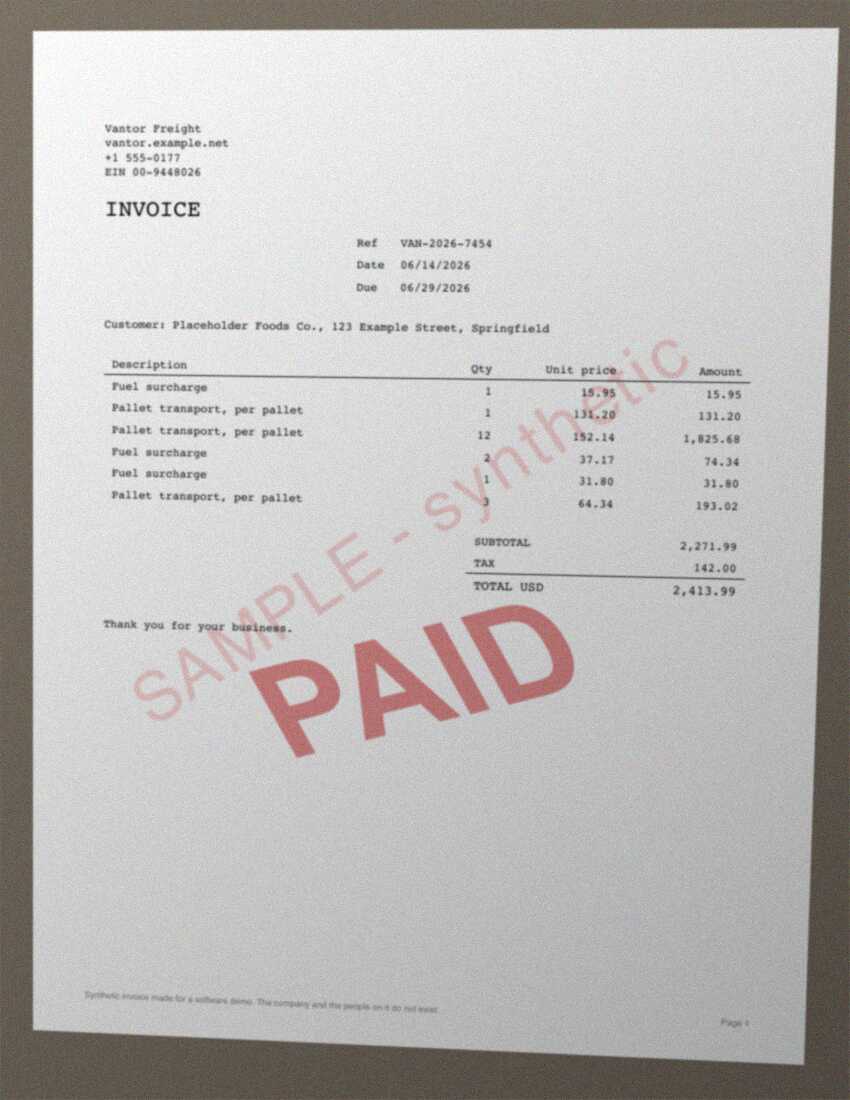 Vantor Freight
vantor.example.net
+1 555-0177
EIN 00-9448026
INVOICE
Ref VAN-2026-7454
Date 06/14/2026
Due 06/29/2026
Customer: Placeholder Foods Co., 123 Example Street, Springfield
Description Qty Unit price Amount
Fuel surcharge 1 15.95 15.95
Pallet transport, per pallet 1 131.20 131.20
Pallet transport, per pallet 12 152.14 1,825.68
Fuel surcharge 2 37.17 74.34
Fuel surcharge 1 31.80 31.80
Pallet transport, per pallet 3 64.34 193.02
SUBTOTAL 2,271.99
TAX 142.00
TOTAL USD 2,413.99
Thank you for your business.
SAMPLE - synthetic
PAID
Synthetic invoice made for a software demo. The company and the people on it do not exist.
Page 1